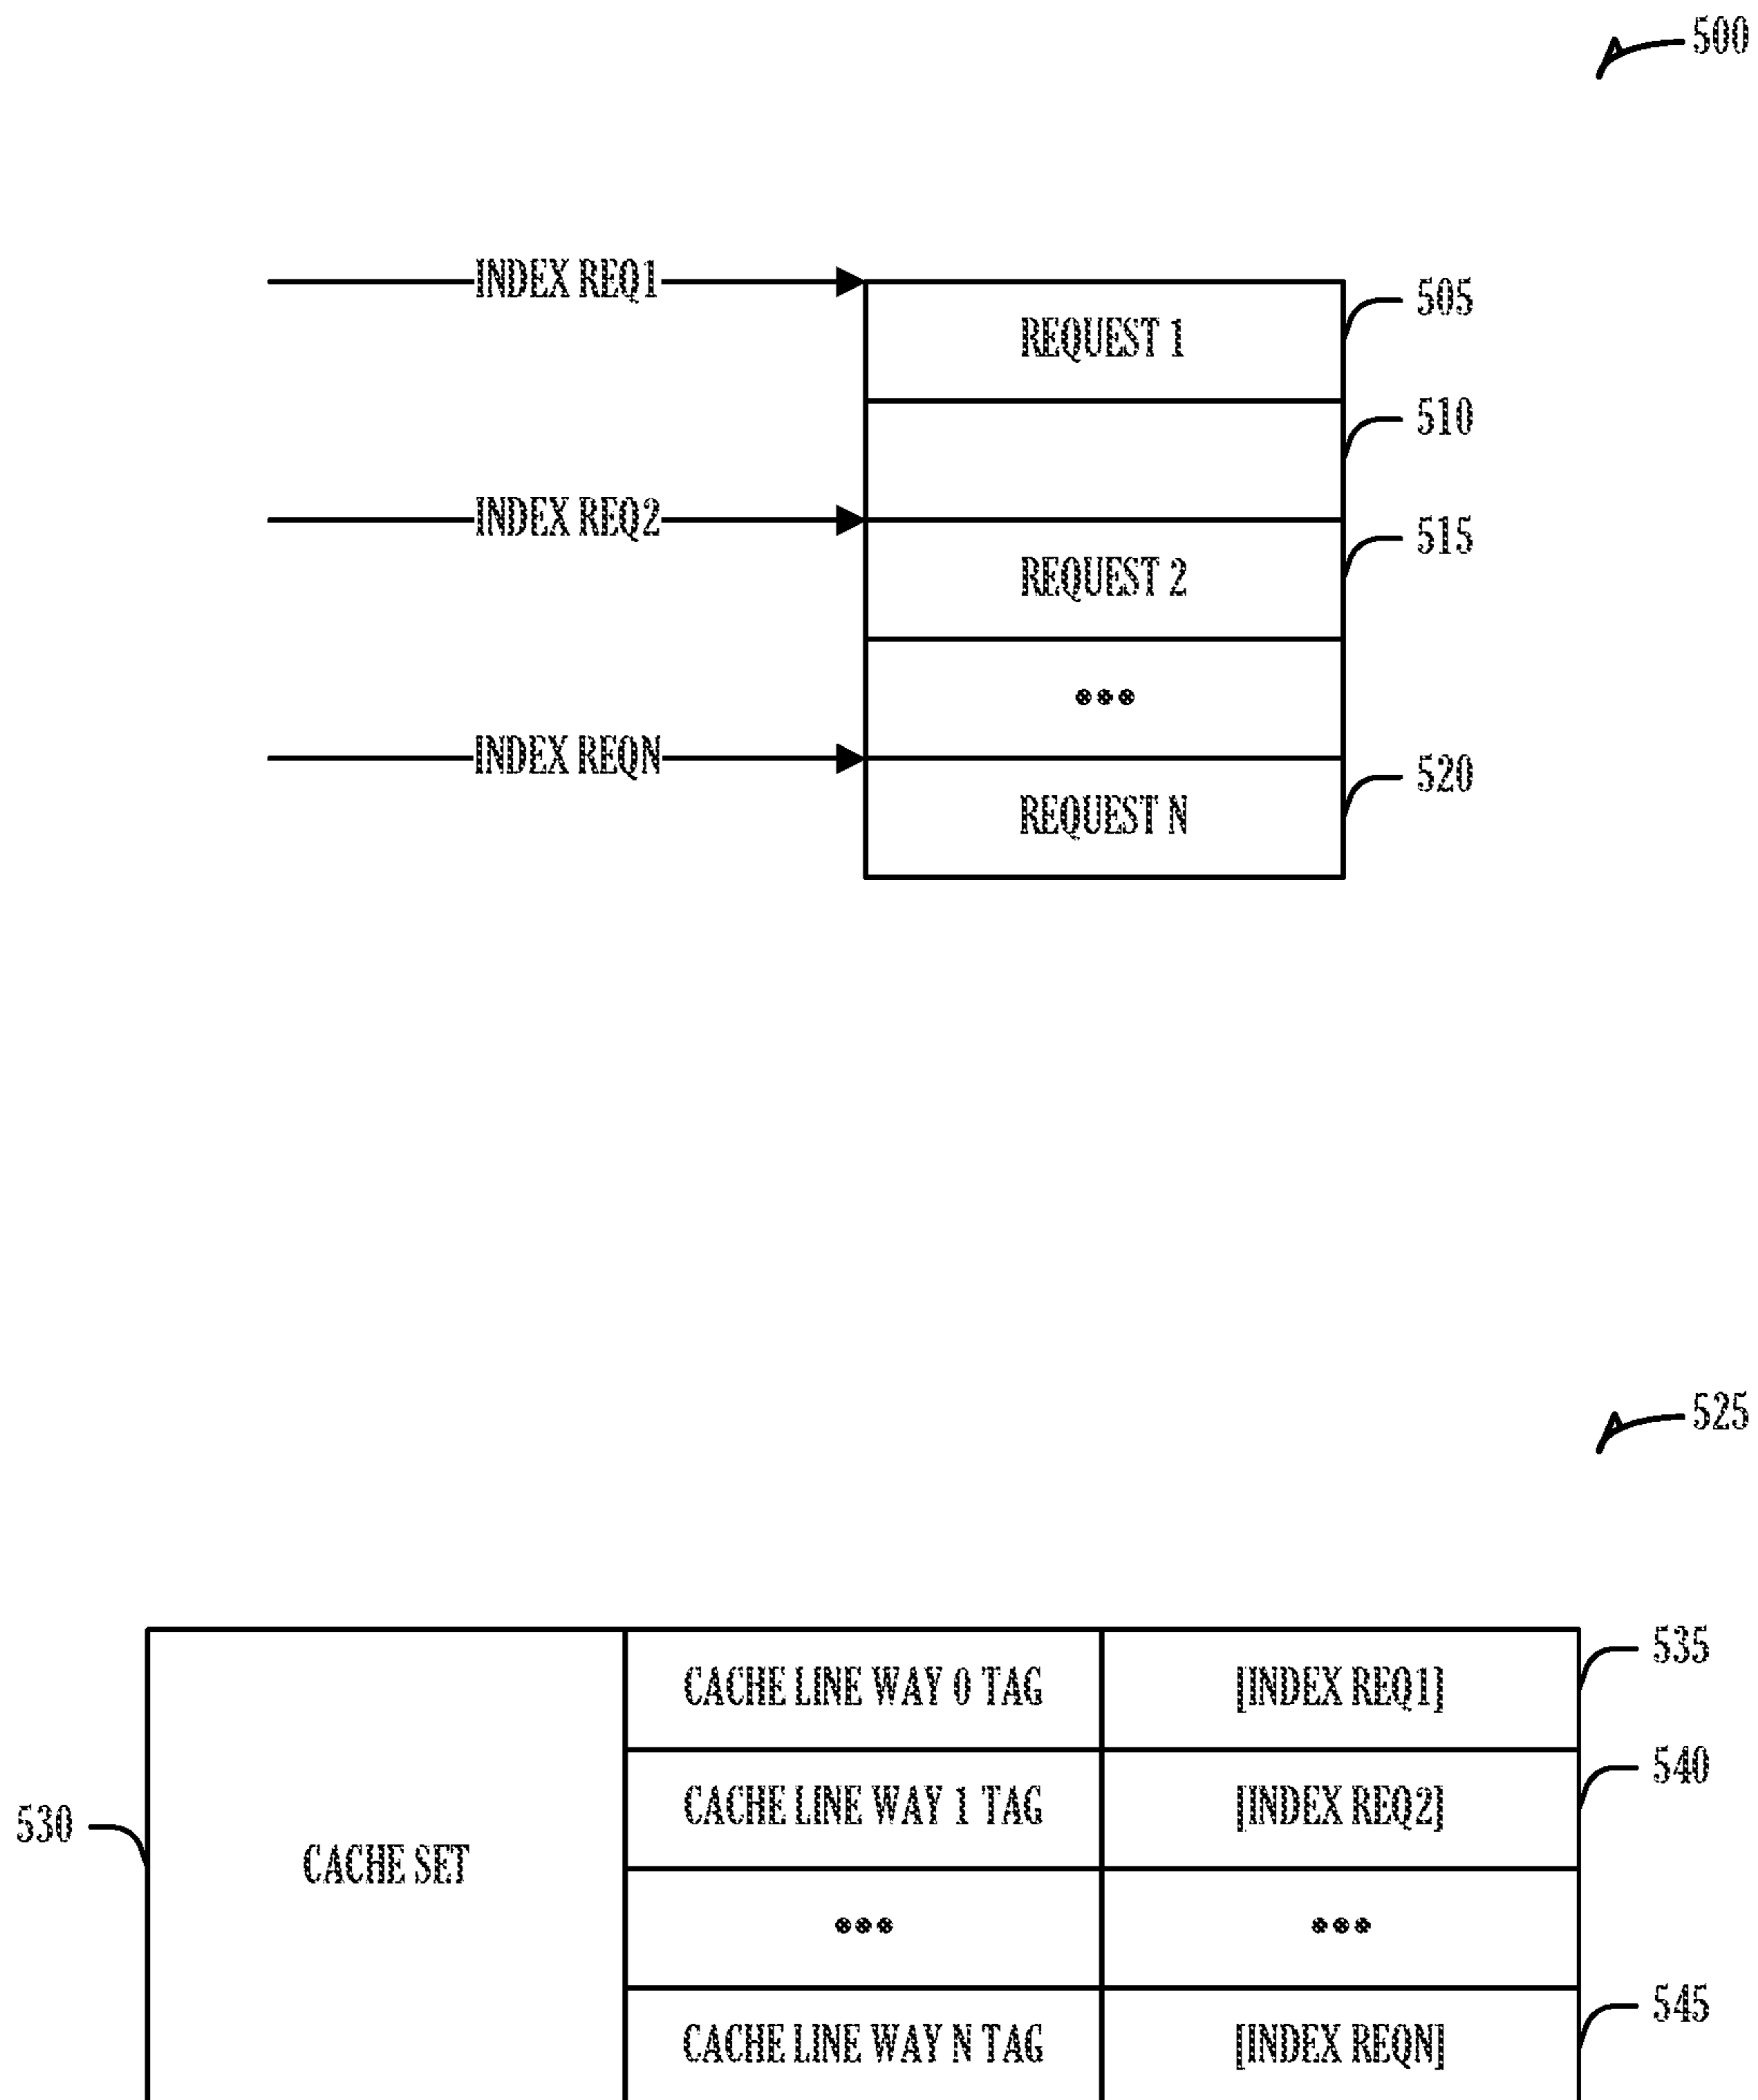 500
INDEX REQ1
505
REQUEST 1
510
INDEX REQ2
515
REQUEST 2
•••
INDEX REQN
520
REQUEST N
525
535
CACHE LINE WAY 0 TAG [INDEX REQ1]
540
CACHE LINE WAY 1 TAG [INDEX REQ2]
530
CACHE SET
••• •••
545
CACHE LINE WAY N TAG [INDEX REQN]